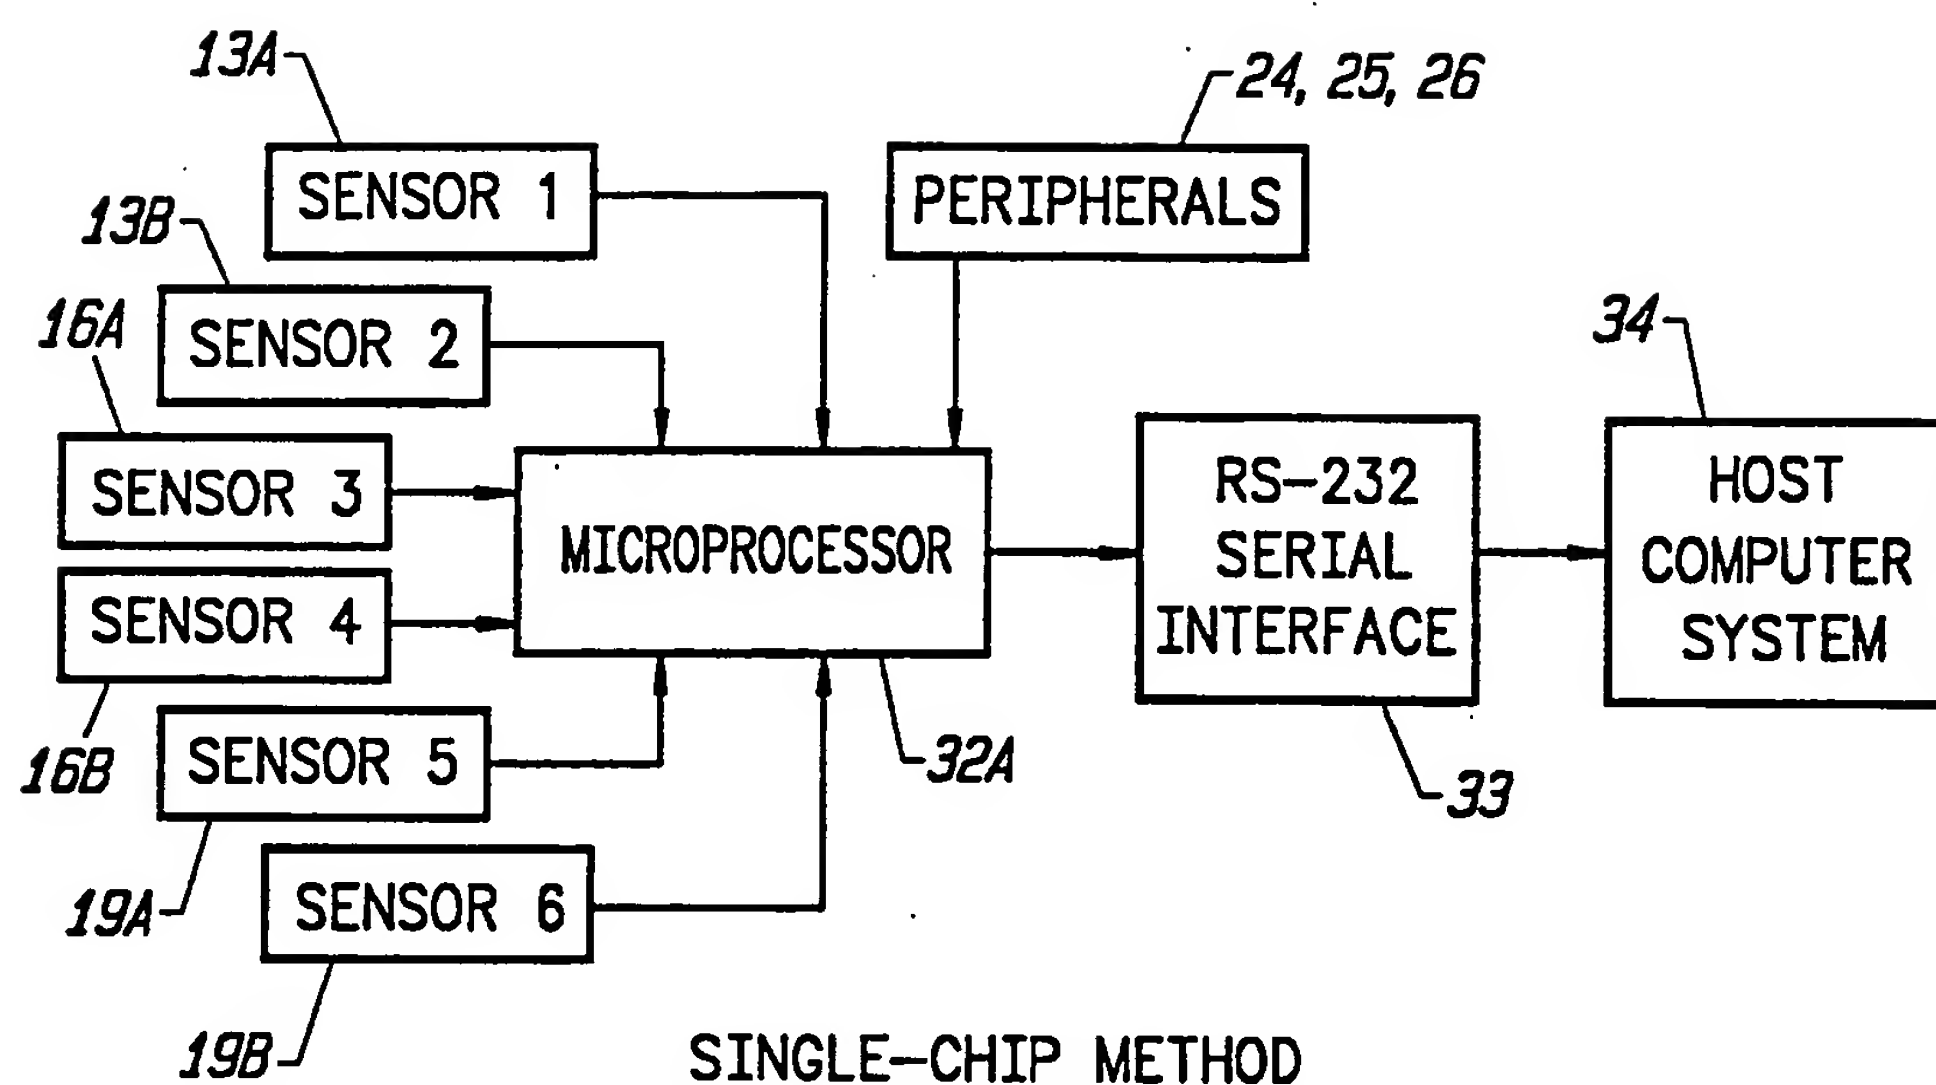 13A
24, 25, 26
SENSOR 1
PERIPHERALS
13B
SENSOR 2
16A
34
SENSOR 3
MICROPROCESSOR
RS-232
SERIAL
INTERFACE
HOST
COMPUTER
SYSTEM
SENSOR 4
16B
SENSOR 5
32A
33
19A
SENSOR 6
19B
SINGLE-CHIP METHOD